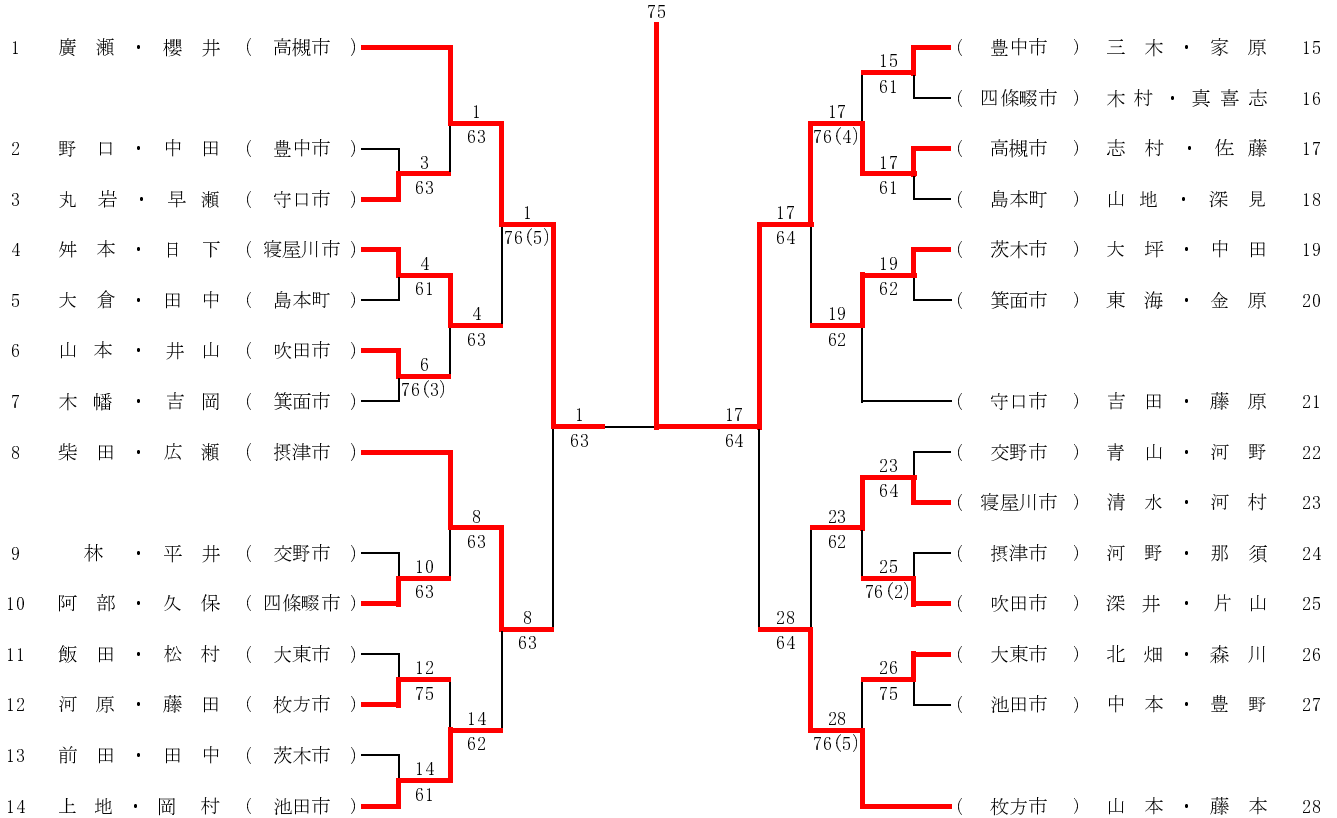 75
1 廣瀬・櫻井 ( 高槻市 )
2 野口・中田 ( 豊中市 )
3 丸岩・早瀬 ( 守口市 )
4 舛本・日下 ( 寝屋川市 )
5 大倉・田中 ( 島本町 )
6 山本・井山 ( 吹田市 )
7 木幡・吉岡 ( 箕面市 )
8 柴田・広瀬 ( 摂津市 )
9 林・平井 ( 交野市 )
10 阿部・久保 ( 四條畷市 )
11 飯田・松村 ( 大東市 )
12 河原・藤田 ( 枚方市 )
13 前田・田中 ( 茨木市 )
14 上地・岡村 ( 池田市 )
3
63
4
61
6
76(3)
10
63
12
75
14
61
1
63
4
63
8
63
14
62
1
76(5)
8
63
1
63
17
64
17
64
28
64
17
76(4)
19
62
23
62
28
76(5)
15
61
17
61
19
62
23
64
25
76(2)
26
75
( 豊中市 ) 三木・家原 15
( 四條畷市 ) 木村・真喜志 16
( 高槻市 ) 志村・佐藤 17
( 島本町 ) 山地・深見 18
( 茨木市 ) 大坪・中田 19
( 箕面市 ) 東海・金原 20
( 守口市 ) 吉田・藤原 21
( 交野市 ) 青山・河野 22
( 寝屋川市 ) 清水・河村 23
( 摂津市 ) 河野・那須 24
( 吹田市 ) 深井・片山 25
( 大東市 ) 北畑・森川 26
( 池田市 ) 中本・豊野 27
( 枚方市 ) 山本・藤本 28